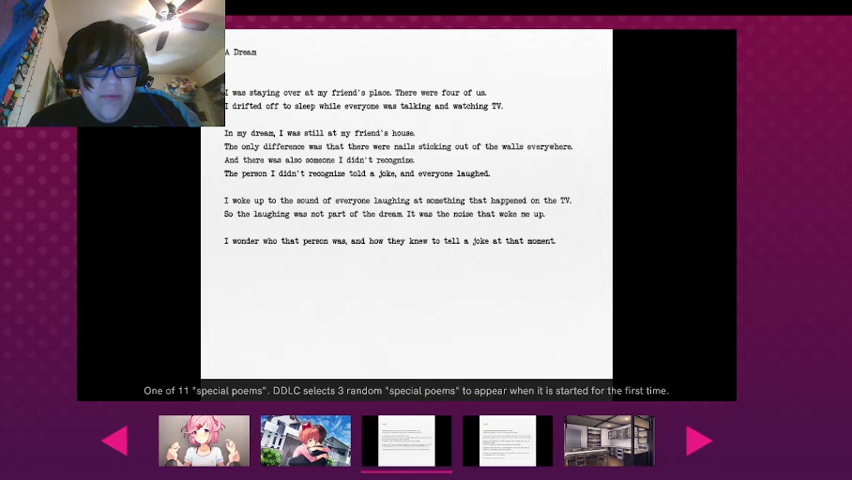 A Dream
I was staying over at my friend's place. There were four of us.
I drifted off to sleep while everyone was talking and watching TV.
In my dream, I was still at my friend's house.
The only difference was that there were nails sticking out of the walls everywhere.
And there was also someone I didn't recognize.
The person I didn't recognize told a joke, and everyone laughed.
I woke up to the sound of everyone laughing at something that happened on the TV.
So the laughing was not part of the dream. It was the noise that woke me up.
I wonder who that person was, and how they knew to tell a joke at that moment.
One of 11 "special poems". DDLC selects 3 random "special poems" to appear when it is started for the first time.